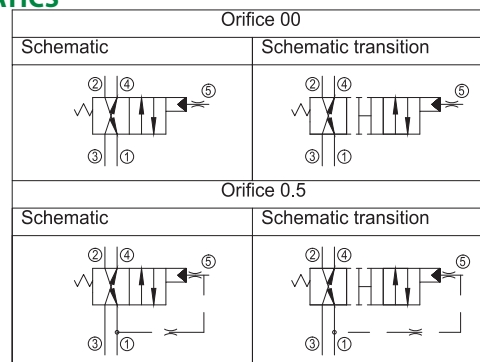 Orifice 00
Schematic Schematic transition
② ④ ⑤ ② ④ ⑤
③ ① ③ ①
Orifice 0.5
Schematic Schematic transition
② ④ ⑤ ② ④ ⑤
③ ① ③ ①